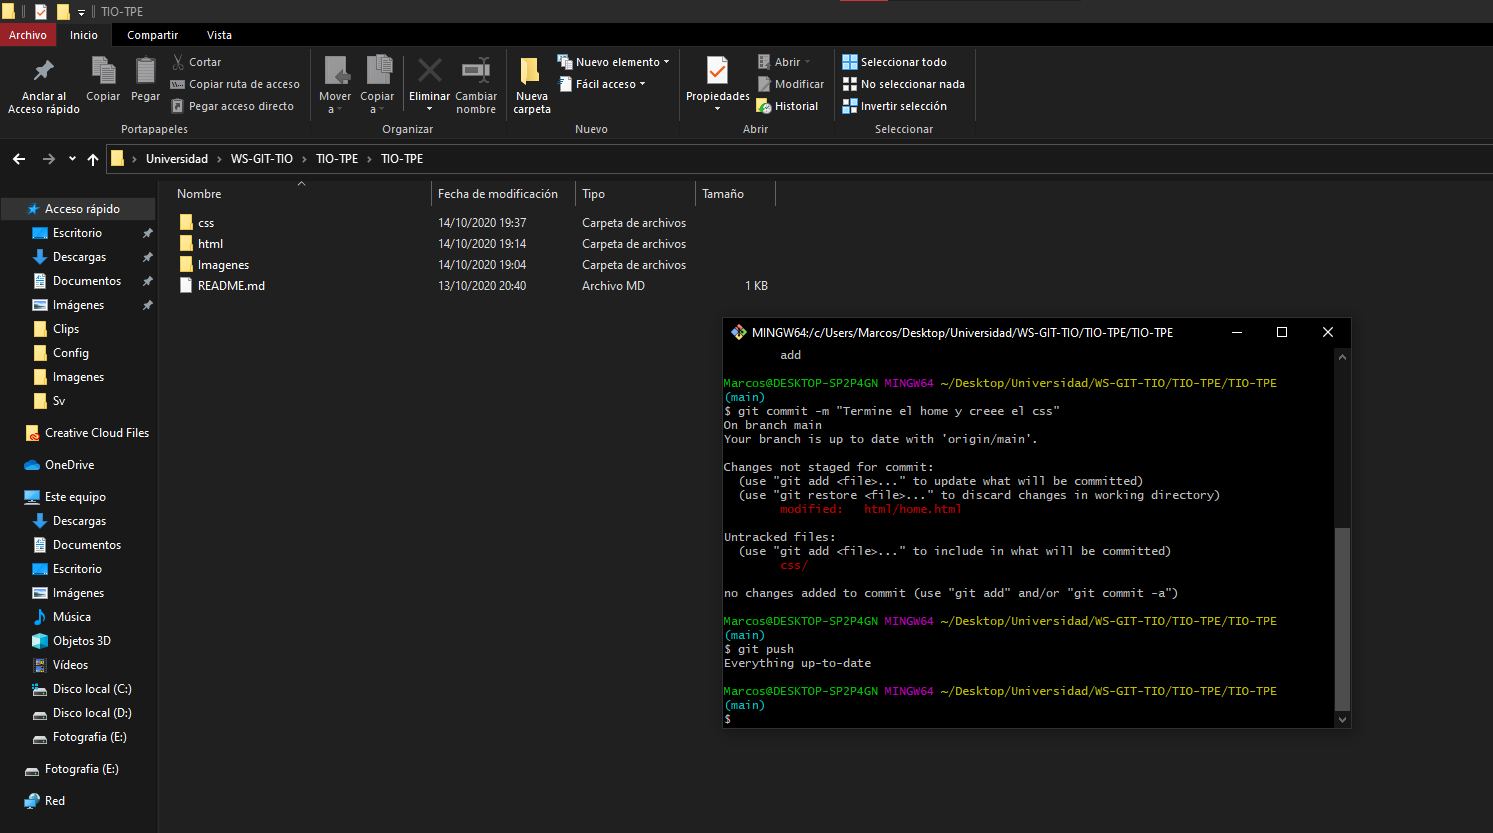 TIO-TPE
Archivo Inicio Compartir Vista
Anclar al
Acceso rápido
Copiar
Pegar
Cortar
Copiar ruta de acceso
Pegar acceso directo
Portapapeles
Mover
a
Copiar
a
Eliminar
Cambiar
nombre
Organizar
Nueva
carpeta
Nuevo elemento
Fácil acceso
Nuevo
Propiedades
Abrir
Modificar
Historial
Abrir
Seleccionar todo
No seleccionar nada
Invertir selección
Seleccionar
Universidad › WS-GIT-TIO › TIO-TPE › TIO-TPE
Acceso rápido
Escritorio
Descargas
Documentos
Imágenes
Clips
Config
Imagenes
Sv
Creative Cloud Files
OneDrive
Este equipo
Descargas
Documentos
Escritorio
Imágenes
Música
Objetos 3D
Vídeos
Disco local (C:)
Disco local (D:)
Fotografia (E:)
Fotografia (E:)
Red
Nombre Fecha de modificación Tipo Tamaño
css 14/10/2020 19:37 Carpeta de archivos
html 14/10/2020 19:14 Carpeta de archivos
Imagenes 14/10/2020 19:04 Carpeta de archivos
README.md 13/10/2020 20:40 Archivo MD 1 KB
MINGW64:/c/Users/Marcos/Desktop/Universidad/WS-GIT-TIO/TIO-TPE/TIO-TPE
add
Marcos@DESKTOP-SP2P4GN MINGW64 ~/Desktop/Universidad/WS-GIT-TIO/TIO-TPE/TIO-TPE
(main)
$ git commit -m "Termine el home y creee el css"
On branch main
Your branch is up to date with 'origin/main'.
Changes not staged for commit:
(use "git add <file>..." to update what will be committed)
(use "git restore <file>..." to discard changes in working directory)
modified: html/home.html
Untracked files:
(use "git add <file>..." to include in what will be committed)
css/
no changes added to commit (use "git add" and/or "git commit -a")
Marcos@DESKTOP-SP2P4GN MINGW64 ~/Desktop/Universidad/WS-GIT-TIO/TIO-TPE/TIO-TPE
(main)
$ git push
Everything up-to-date
Marcos@DESKTOP-SP2P4GN MINGW64 ~/Desktop/Universidad/WS-GIT-TIO/TIO-TPE/TIO-TPE
(main)
$